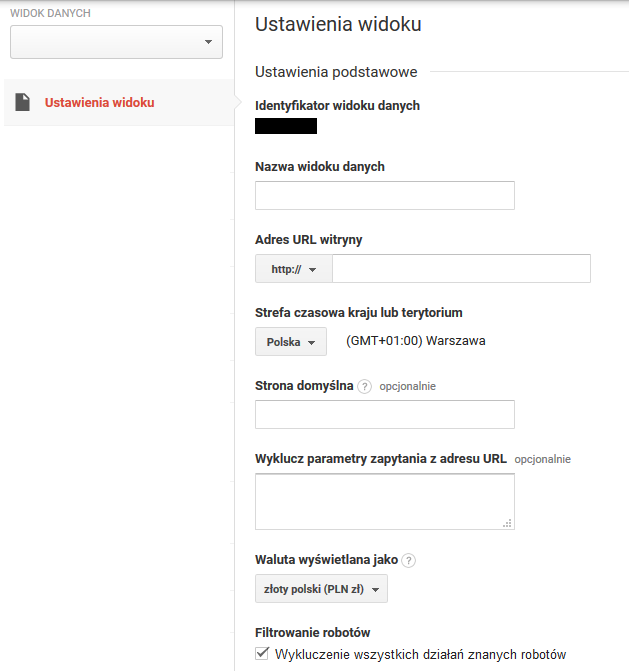 WIDOK DANYCH
Ustawienia widoku
Ustawienia widoku
Ustawienia podstawowe
Identyfikator widoku danych
Nazwa widoku danych
Adres URL witryny
http://
Strefa czasowa kraju lub terytorium
Polska (GMT+01:00) Warszawa
Strona domyślna ? opcjonalnie
Wyklucz parametry zapytania z adresu URL opcjonalnie
Waluta wyświetlana jako ?
złoty polski (PLN zł)
Filtrowanie robotów
Wykluczenie wszystkich działań znanych robotów